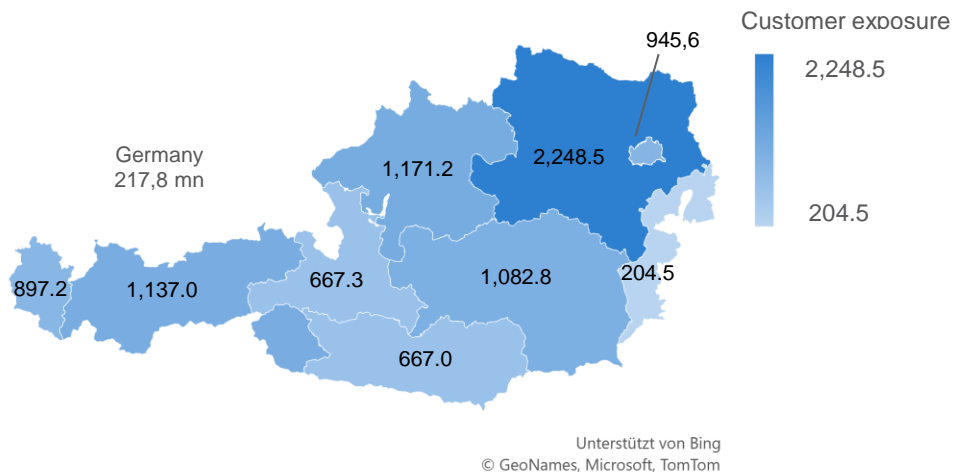 Customer exposure
945,6
2,248.5
1,171.2
2,248.5
Germany
217,8 mn
204.5
897.2
1,137.0
667.3
1,082.8
204.5
667.0
Unterstützt von Bing
© GeoNames, Microsoft, TomTom